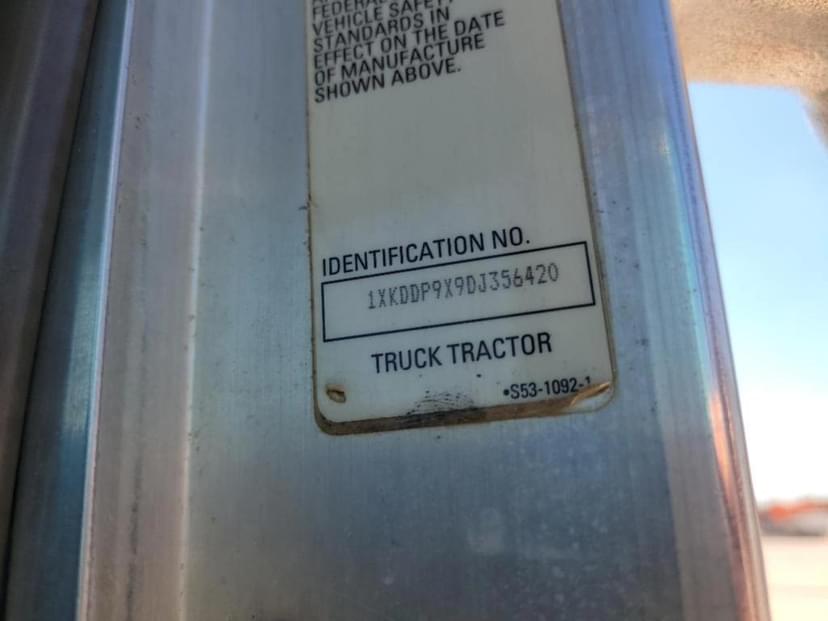 FEDERAL
VEHICLE SAFETY
STANDARDS IN
EFFECT ON THE DATE
OF MANUFACTURE
SHOWN ABOVE.
IDENTIFICATION NO.
1XKDDP9X9DJ356420
TRUCK TRACTOR
•S53-1092-1